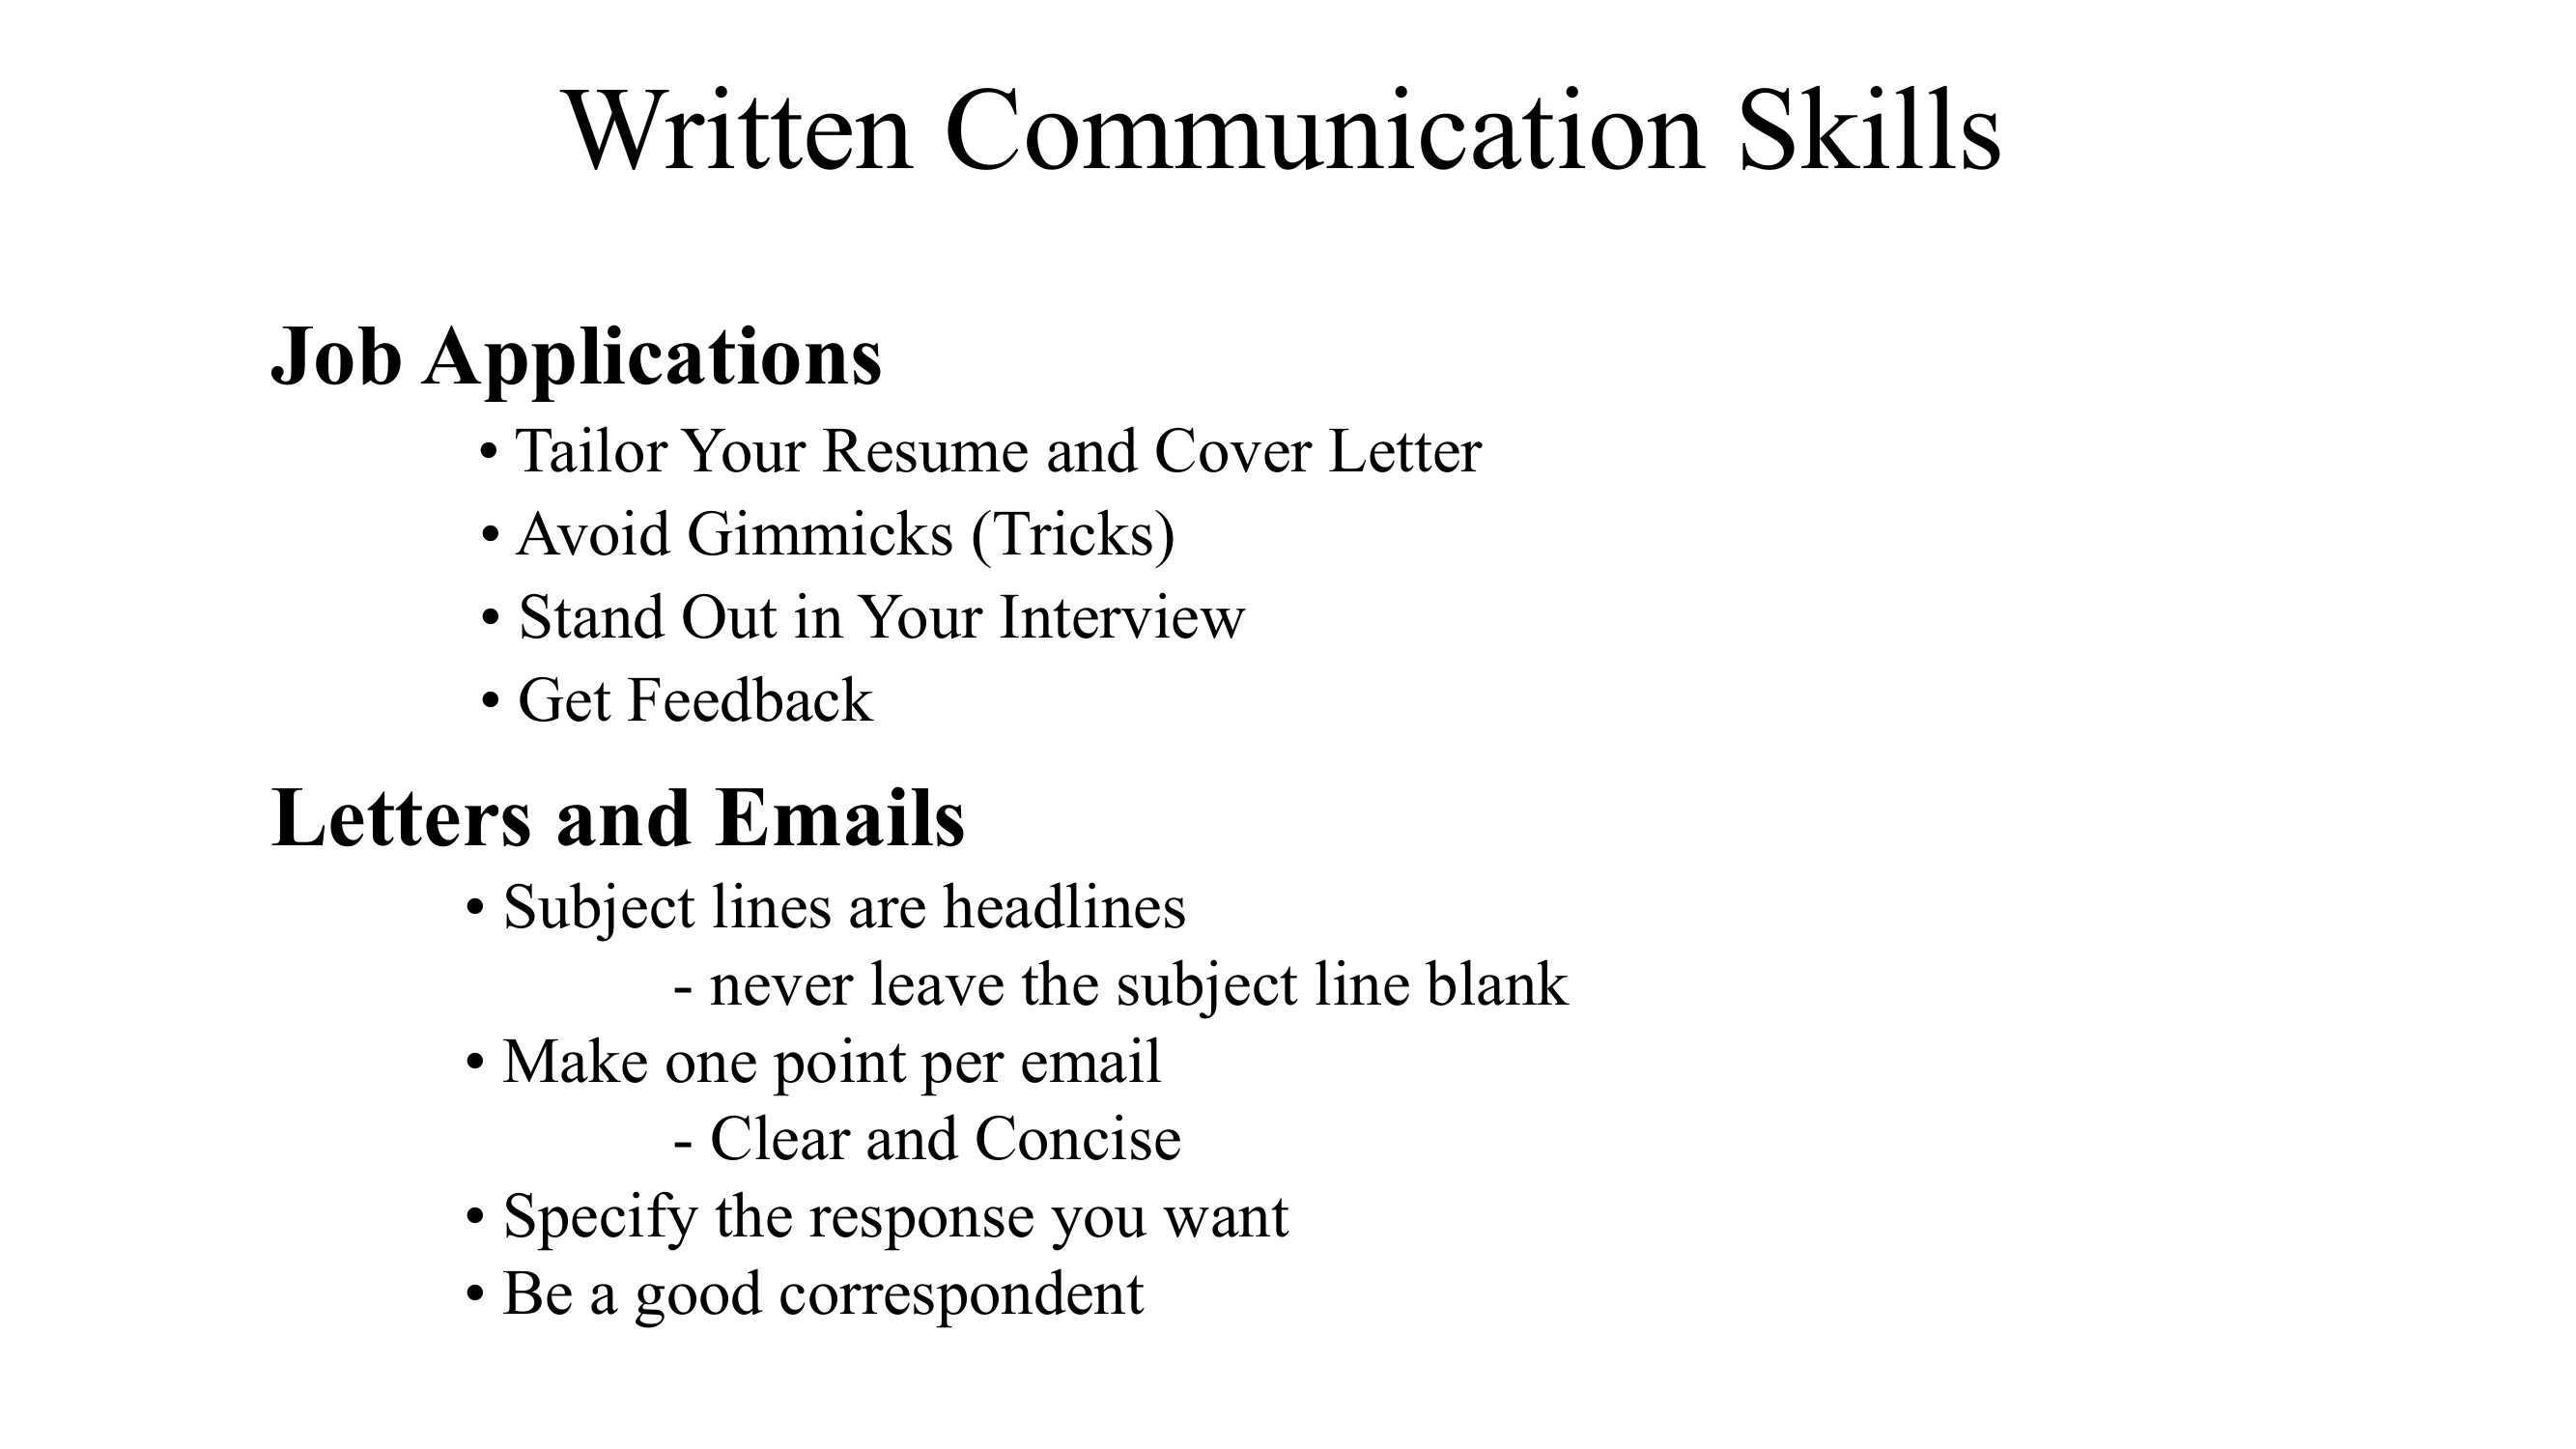 Written Communication Skills
Job Applications
• Tailor Your Resume and Cover Letter
• Avoid Gimmicks (Tricks)
• Stand Out in Your Interview
• Get Feedback
Letters and Emails
• Subject lines are headlines
- never leave the subject line blank
• Make one point per email
- Clear and Concise
• Specify the response you want
• Be a good correspondent